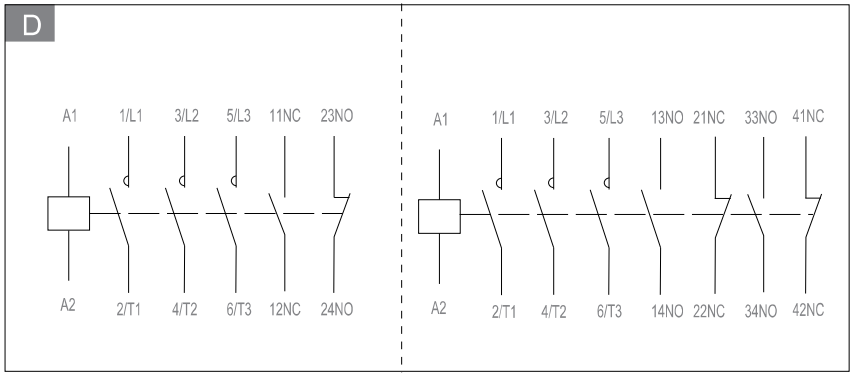 D
A1 1/L1 3/L2 5/L3 11NC 23NO
A2 2/T1 4/T2 6/T3 12NC 24NO
A1 1/L1 3/L2 5/L3 13NO 21NC 33NO 41NC
A2 2/T1 4/T2 6/T3 14NO 22NC 34NO 42NC